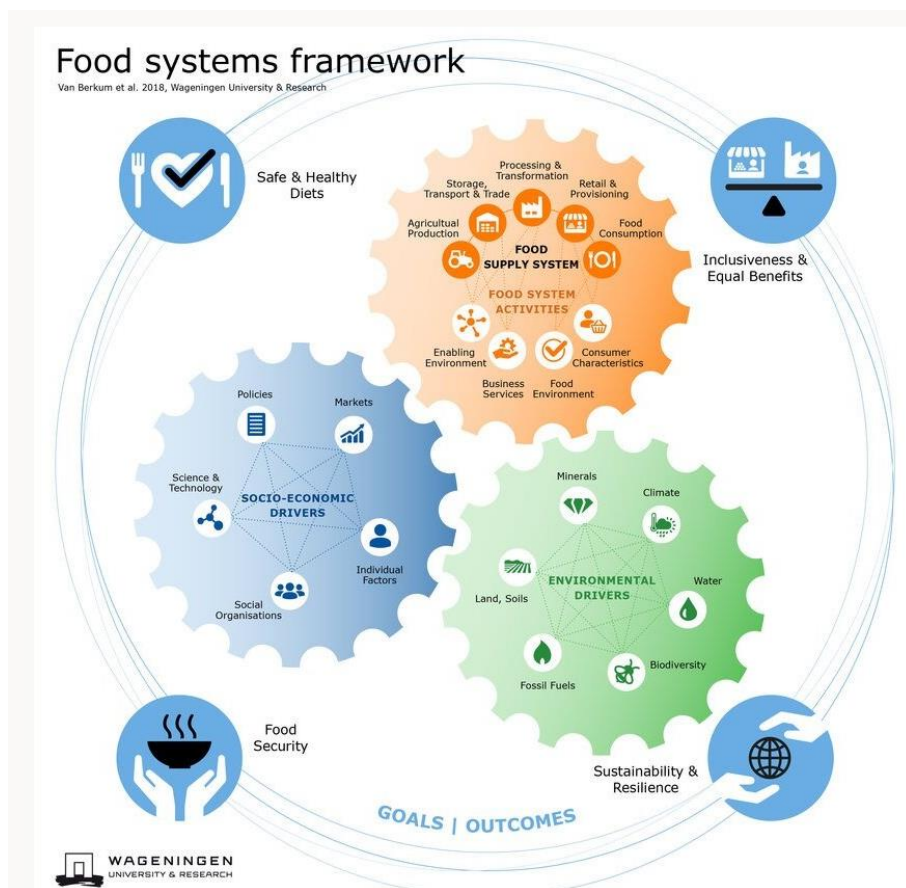 Food systems framework
Van Berkum et al. 2018, Wageningen University & Research
Safe & Healthy
Diets
Inclusiveness &
Equal Benefits
Processing &
Transformation
Storage,
Transport & Trade
Retail &
Provisioning
Agricultual
Production
Food
Consumption
FOOD
SUPPLY SYSTEM
FOOD SYSTEM
ACTIVITIES
Enabling
Environment
Business
Services
Food
Environment
Consumer
Characteristics
Policies
Markets
Science &
Technology
SOCIO-ECONOMIC
DRIVERS
Individual
Factors
Social
Organisations
Minerals
Climate
Land, Soils
ENVIRONMENTAL
DRIVERS
Water
Fossil Fuels
Biodiversity
Food
Security
Sustainability &
Resilience
GOALS | OUTCOMES
WAGENINGEN
UNIVERSITY & RESEARCH